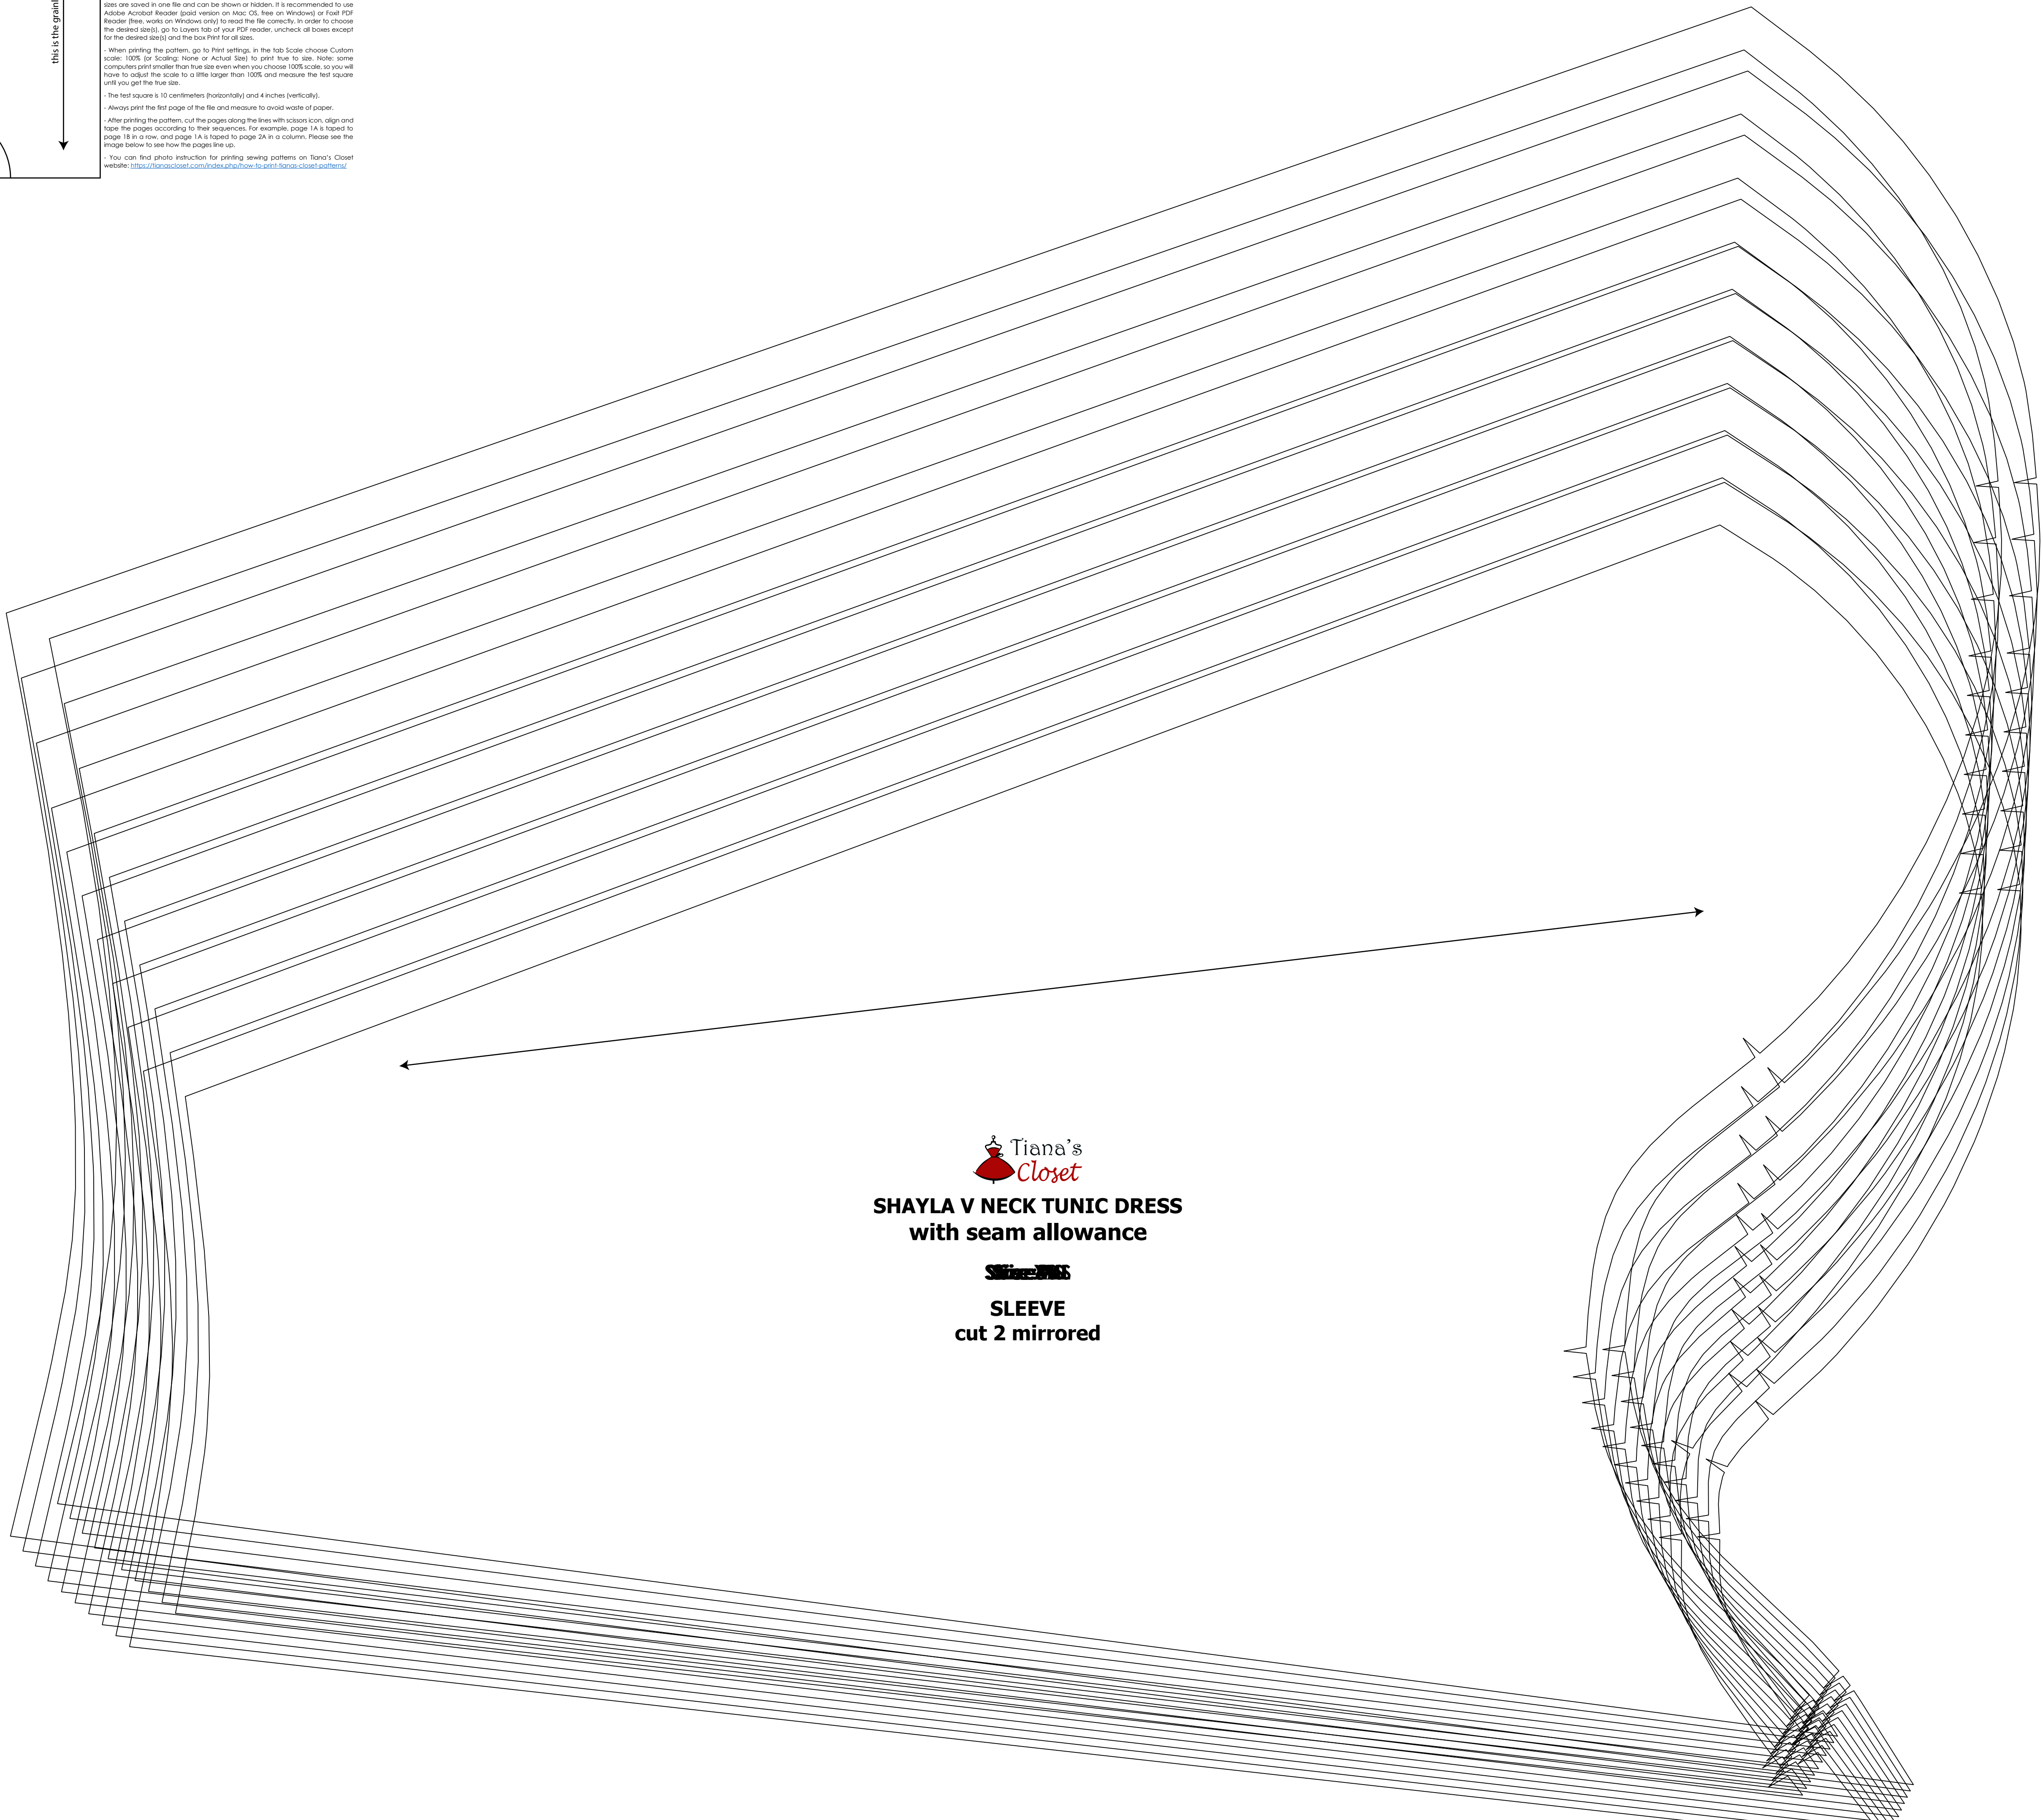 this is the grainl
sizes are saved in one file and can be shown or hidden. It is recommended to use
Adobe Acrobat Reader (paid version on Mac OS, free on Windows) or Foxit PDF
Reader (free, works on Windows only) to read the file correctly. In order to choose
the desired size(s), go to Layers tab of your PDF reader, uncheck all boxes except
for the desired size(s) and the box Print for all sizes.
- When printing the pattern, go to Print settings, in the tab Scale choose Custom
scale: 100% (or Scaling: None or Actual Size) to print true to size. Note: some
computers print smaller than true size even when you choose 100% scale, so you will
have to adjust the scale to a little larger than 100% and measure the test square
until you get the true size.
- The test square is 10 centimeters (horizontally) and 4 inches (vertically).
- Always print the first page of the file and measure to avoid waste of paper.
- After printing the pattern, cut the pages along the lines with scissors icon, align and
tape the pages according to their sequences. For example, page 1A is taped to
page 1B in a row, and page 1A is taped to page 2A in a column. Please see the
image below to see how the pages line up.
- You can find photo instruction for printing sewing patterns on Tiana's Closet
website: https://tianascloset.com/index.php/how-to-print-tianas-closet-patterns/
Tiana's
Closet
SHAYLA V NECK TUNIC DRESS
with seam allowance
SLEEVE
cut 2 mirrored